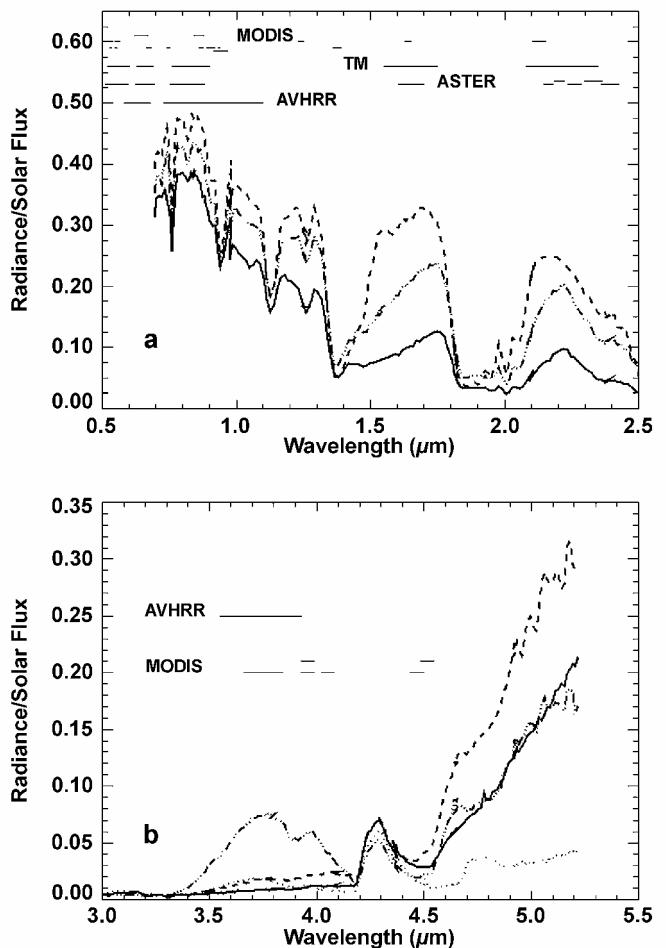 0.60
MODIS
TM
ASTER
0.50
AVHRR
0.40
0.30
0.20
0.10
0.00
a
Radiance/Solar Flux
0.5 1.0 1.5 2.0 2.5
Wavelength (µm)
0.35
0.30
0.25
AVHRR
0.20
MODIS
0.15
0.10
0.05
0.00
b
Radiance/Solar Flux
3.0 3.5 4.0 4.5 5.0 5.5
Wavelength (µm)